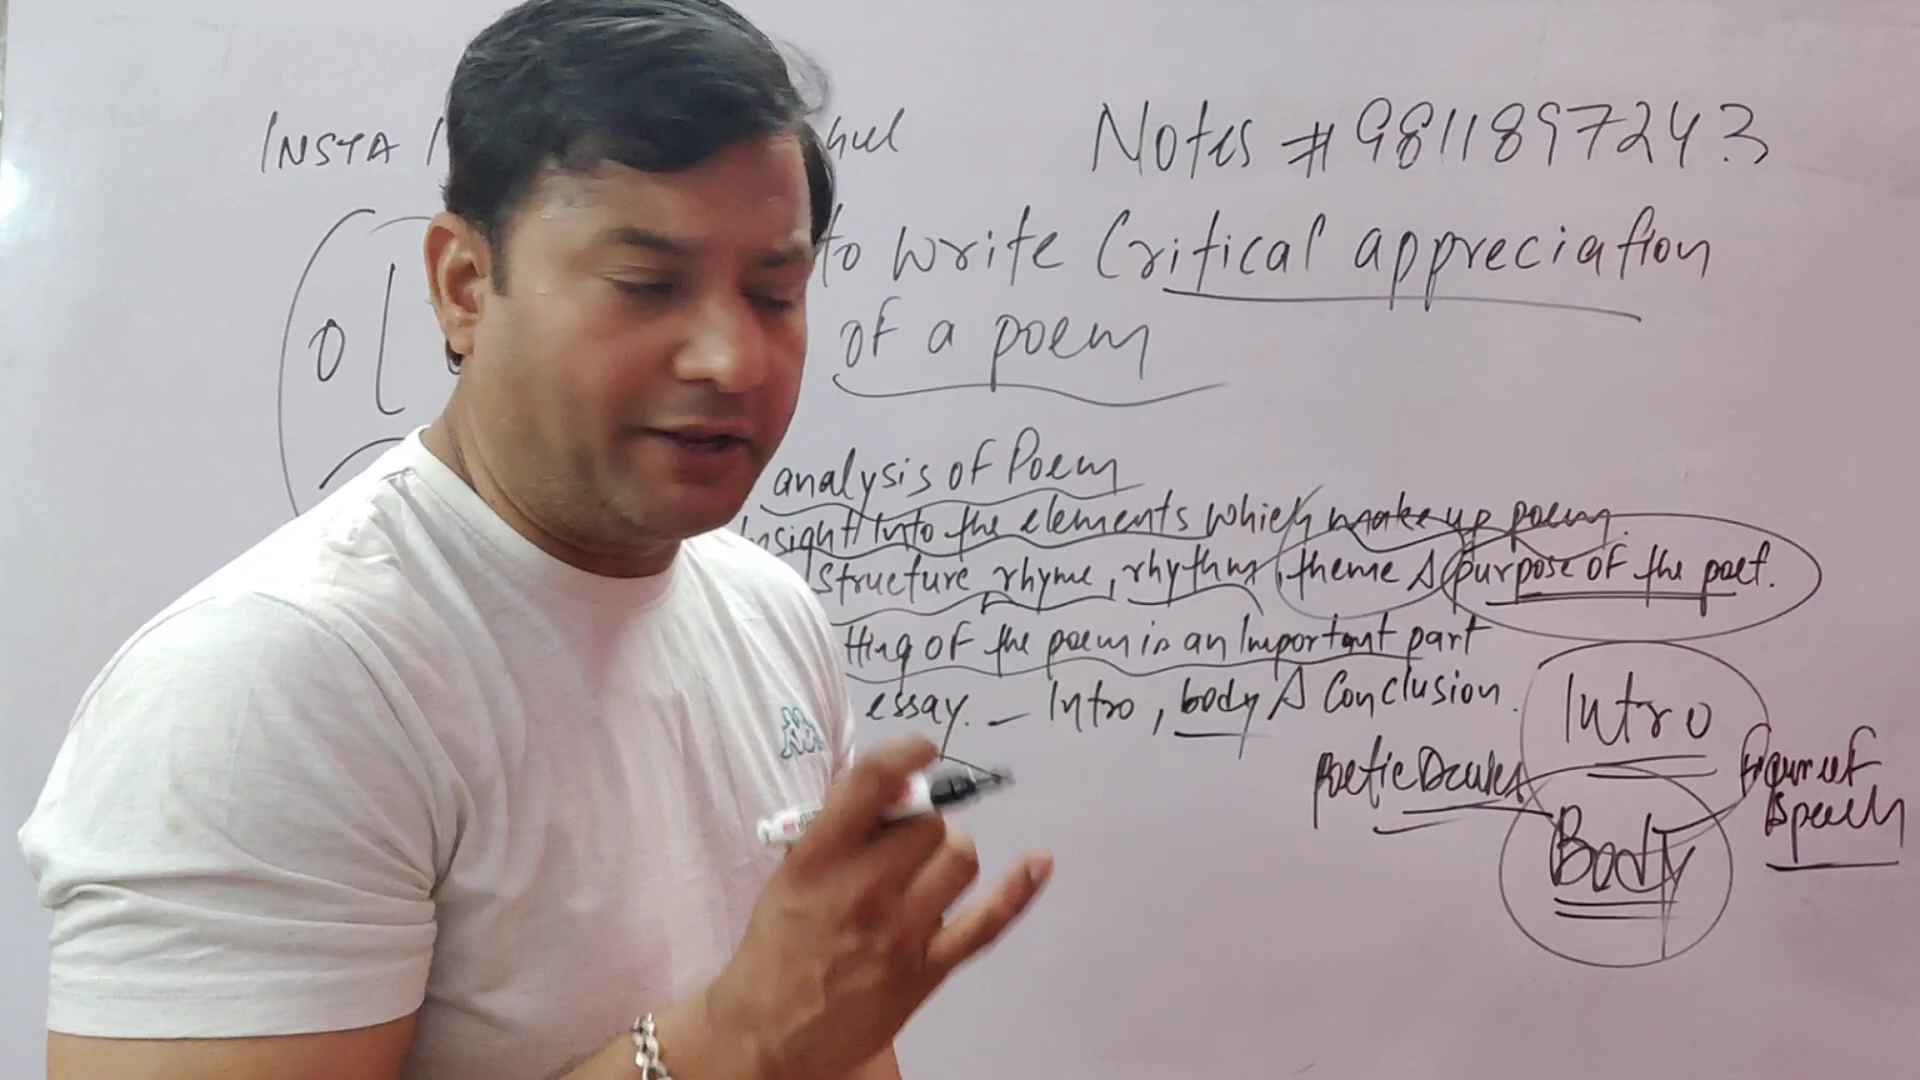 INSTA
Notes # 9811897243
to write Critical appreciation
of a poem
analysis of Poem
insight into the elements which make up poem.
Structure, rhyme, rhythm, theme & purpose of the poet.
of the poem is an Important part
essay. - Intro, body & Conclusion.
Intro
Poetic Devices
Figure of
Speech
Body